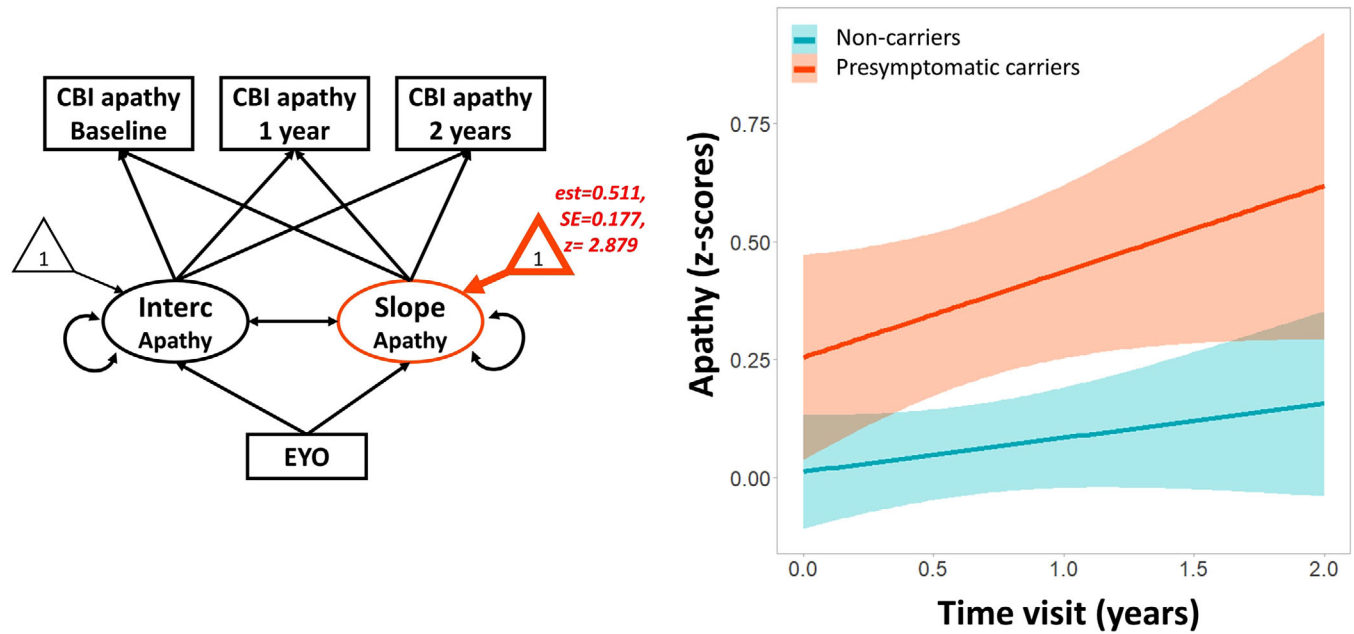 CBI apathy
Baseline
CBI apathy
1 year
CBI apathy
2 years
est=0.511,
SE=0.177,
z= 2.879
1
1
Interc
Apathy
Slope
Apathy
EYO
Non-carriers
Presymptomatic carriers
Apathy (z-scores)
0.75
0.50
0.25
0.00
0.0
0.5
1.0
1.5
2.0
Time visit (years)